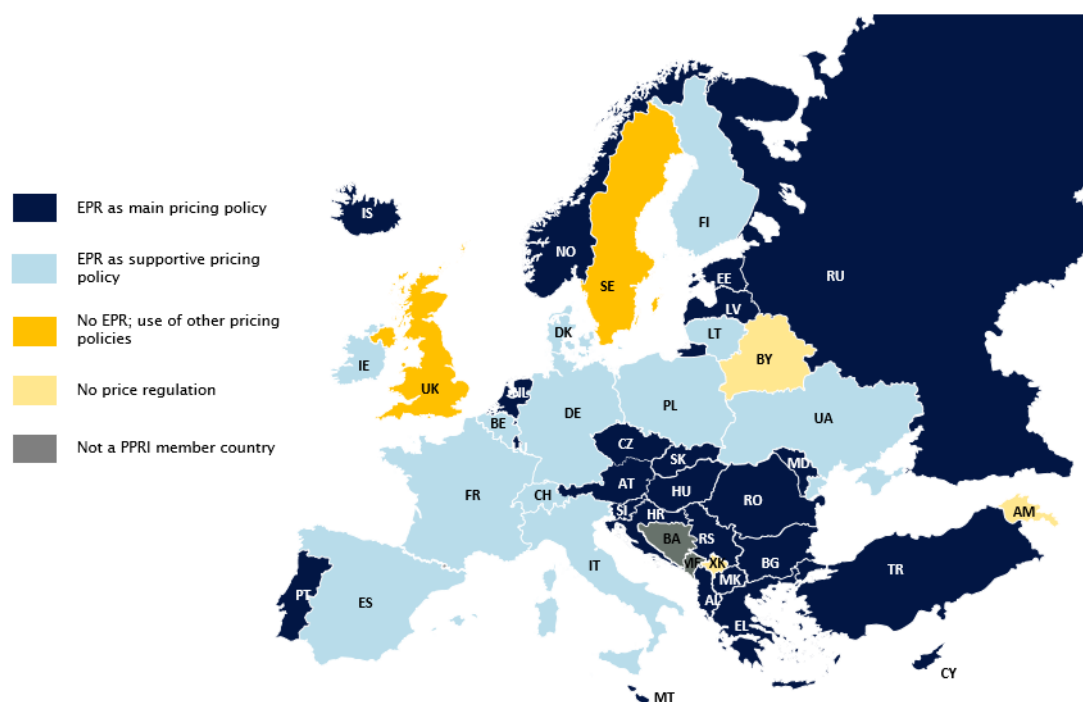 EPR as main pricing policy
EPR as supportive pricing
policy
No EPR; use of other pricing
policies
No price regulation
Not a PPRI member country
IS
NO
SE
FI
RU
EE
LV
LT
DK
IE
UK
NL
BE
DE
PL
BY
UA
CZ
SK
MD
FR
CH
AT
HU
RO
SI
HR
BA
RS
AM
IT
XK
BG
MK
TR
PT
ES
AL
EL
CY
MT